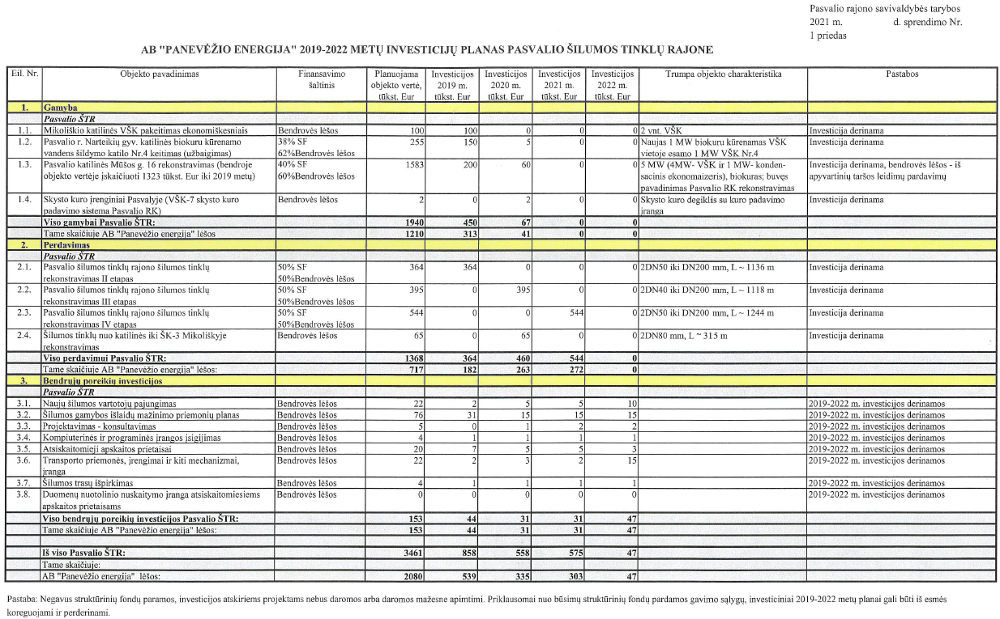 Pasvalio rajono savivaldybės tarybos
2021 m. d. sprendimo Nr.
1 priedas
AB "PANEVĖŽIO ENERGIJA" 2019-2022 METŲ INVESTICIJŲ PLANAS PASVALIO ŠILUMOS TINKLŲ RAJONE
Eil. Nr. Objekto pavadinimas Finansavimo Planuojama Investicijos Investicijos Investicijos Investicijos Trumpa objekto charakteristika Pastabos
šaltinis objekto vertė, 2019 m. 2020 m. 2021 m. 2022 m.
tūkst. Eur tūkst. Eur tūkst. Eur tūkst. Eur tūkst. Eur
1. Gamyba
Pasvalio ŠTR
1.1. Mikoliškio katilinės VŠK pakeitimas ekonomiškesniais Bendrovės lėšos 100 100 0 0 0 2 vnt. VŠK Investicija derinama
1.2. Pasvalio r. Narteikių gyv. katilinės biokuru kūrenamo 38% SF 255 150 5 0 0 Naujas 1 MW biokuru kūrenamas VŠK Investicija derinama
vandens šildymo katilo Nr.4 keitimas (užbaigimas) 62%Bendrovės lėšos vietoje esamo 1 MW VŠK Nr.4
1.3. Pasvalio katilinės Mūšos g. 16 rekonstravimas (bendroje 40% SF 1583 200 60 0 0 5 MW (4MW- VŠK ir 1 MW- konden- Investicija derinama, bendrovės lėšos - iš
objekto vertėje įskaičiuoti 1323 tūkst. Eur iki 2019 metų) 60%Bendrovės lėšos sacinis ekonomaizeris), biokuras; buvęs apyvartinių taršos leidimų pardavimų
pavadinimas Pasvalio RK rekonstravimas
1.4. Skysto kuro įrenginiai Pasvalyje (VŠK-7 skysto kuro Bendrovės lėšos 2 0 2 0 0 Skysto kuro degiklis su kuro padavimo Investicija derinama
padavimo sistema Pasvalio RK) įranga
Viso gamybai Pasvalio ŠTR: 1940 450 67 0 0
Tame skaičiuje AB "Panevėžio energija" lėšos 1210 313 41 0 0
2. Perdavimas
Pasvalio ŠTR
2.1. Pasvalio šilumos tinklų rajono šilumos tinklų 50% SF 364 364 0 0 0 2DN50 iki DN200 mm, L ~ 1136 m Investicija derinama
rekonstravimas II etapas 50%Bendrovės lėšos
2.2. Pasvalio šilumos tinklų rajono šilumos tinklų 50% SF 395 0 395 0 0 2DN40 iki DN200 mm, L ~ 1118 m Investicija derinama
rekonstravimas III etapas 50%Bendrovės lėšos
2.3. Pasvalio šilumos tinklų rajono šilumos tinklų 50% SF 544 0 0 544 0 2DN50 iki DN200 mm, L ~ 1244 m Investicija derinama
rekonstravimas IV etapas 50%Bendrovės lėšos
2.4. Šilumos tinklų nuo katilinės iki ŠK-3 Mikoliškyje Bendrovės lėšos 65 0 65 0 0 2DN80 mm, L ~ 315 m Investicija derinama
rekonstravimas
Viso perdavimui Pasvalio ŠTR: 1368 364 460 544 0
Tame skaičiuje AB "Panevėžio energija" lėšos: 717 182 263 272 0
3. Bendrųjų poreikių investicijos
Pasvalio ŠTR
3.1. Naujų šilumos vartotojų pajungimas Bendrovės lėšos 22 2 5 5 10 2019-2022 m. investicijos derinamos
3.2. Šilumos gamybos išlaidų mažinimo priemonių planas Bendrovės lėšos 76 31 15 15 15 2019-2022 m. investicijos derinamos
3.3. Projektavimas - konsultavimas Bendrovės lėšos 5 0 1 2 2 2019-2022 m. investicijos derinamos
3.4. Kompiuterinės ir programinės įrangos įsigijimas Bendrovės lėšos 4 1 1 1 1 2019-2022 m. investicijos derinamos
3.5. Atsiskaitomieji apskaitos prietaisai Bendrovės lėšos 20 7 5 5 3 2019-2022 m. investicijos derinamos
3.6. Transporto priemonės, įrengimai ir kiti mechanizmai, Bendrovės lėšos 22 2 3 2 15 2019-2022 m. investicijos derinamos
įranga
3.7. Šilumos trasų išpirkimas Bendrovės lėšos 4 1 1 1 1 2019-2022 m. investicijos derinamos
3.8. Duomenų nuotolinio nuskaitymo įranga atsiskaitomiesiems Bendrovės lėšos 0 0 0 0 0 2019-2022 m. investicijos derinamos
apskaitos prietaisams
Viso bendrųjų poreikių investicijos Pasvalio ŠTR: 153 44 31 31 47
Tame skaičiuje AB "Panevėžio energija" lėšos: 153 44 31 31 47
Iš viso Pasvalio ŠTR: 3461 858 558 575 47
Tame skaičiuje:
AB "Panevėžio energija" lėšos: 2080 539 335 303 47
Pastaba: Negavus struktūrinių fondų paramos, investicijos atskiriems projektams nebus daromos arba daromos mažesne apimtimi. Priklausomai nuo būsimų struktūrinių fondų pardamos gavimo sąlygų, investiciniai 2019-2022 metų planai gali būti iš esmės
koreguojami ir perderinami.